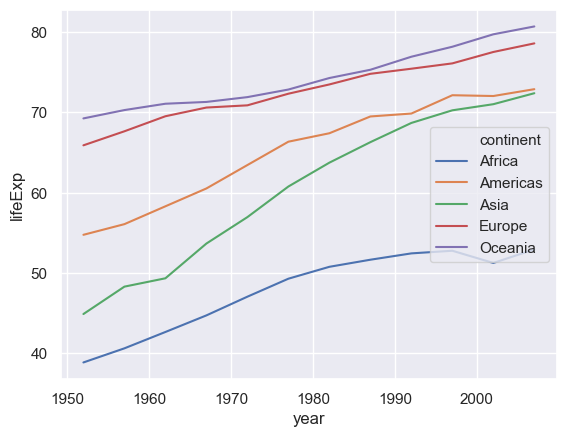 80
70
60
50
40
lifeExp
continent
Africa
Americas
Asia
Europe
Oceania
1950 1960 1970 1980 1990 2000
year